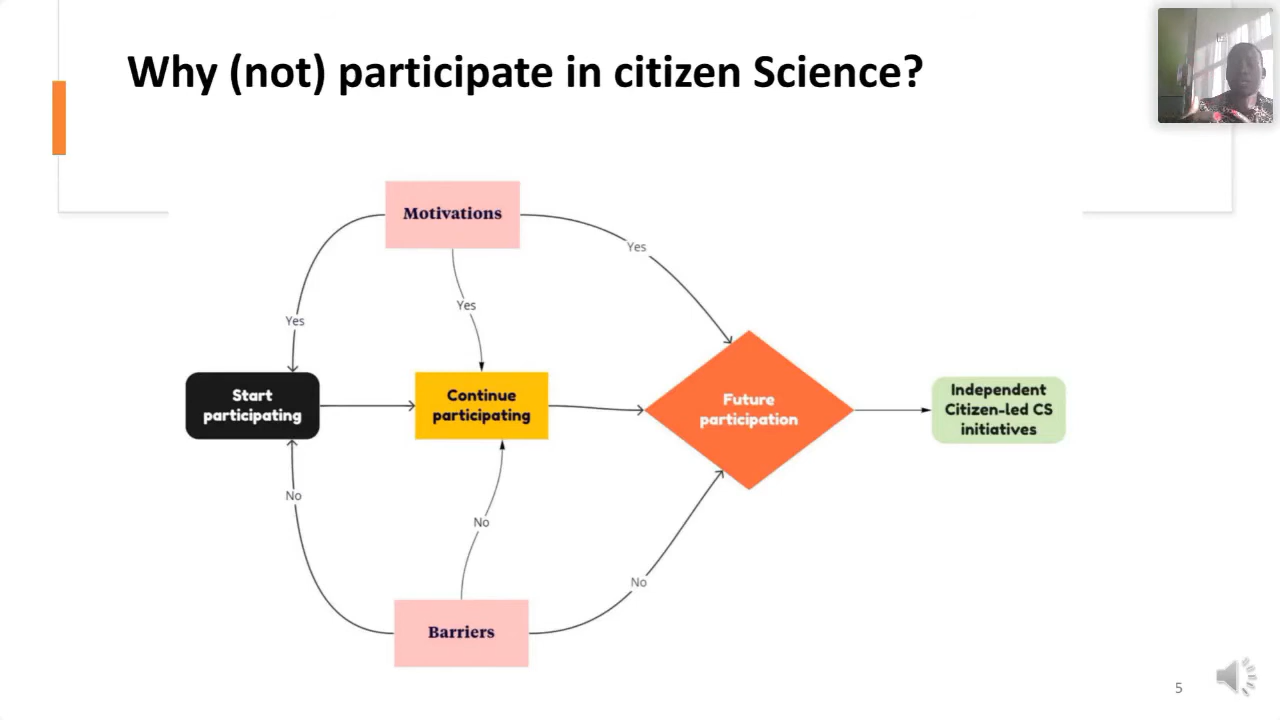 Why (not) participate in citizen Science?
Motivations
Yes
Yes
Yes
Start
participating
Continue
participating
Future
participation
Independent
Citizen-led CS
initiatives
No
No
No
Barriers
5